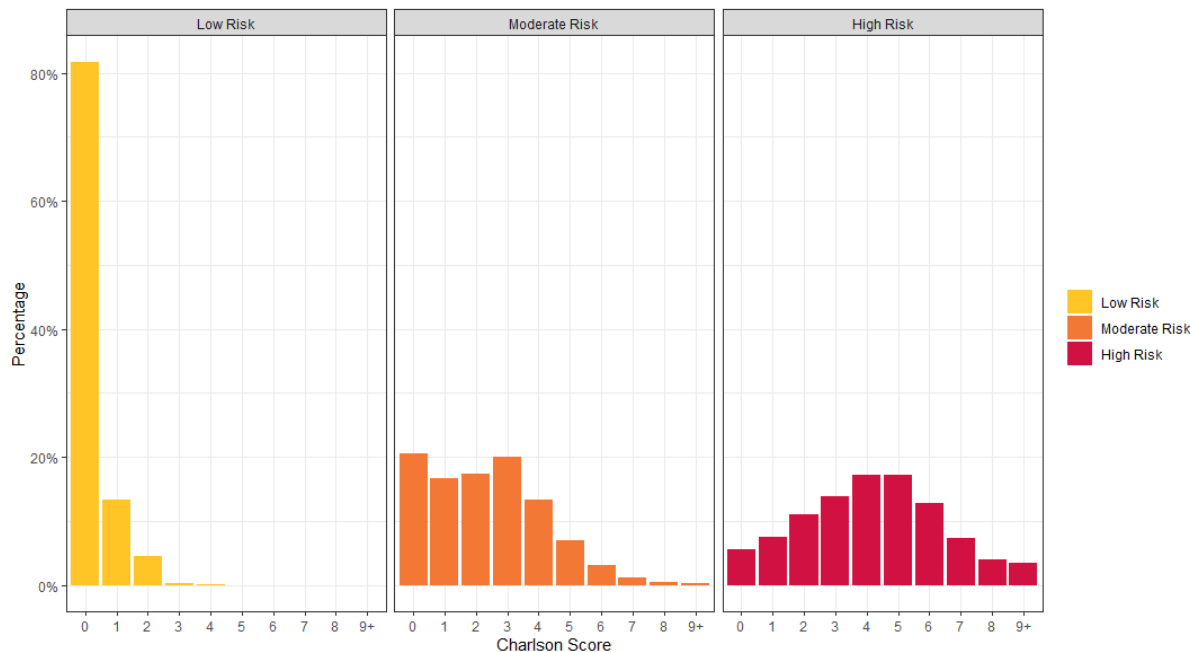 Low Risk
Moderate Risk
High Risk
80%
60%
40%
20%
0%
Percentage
0 1 2 3 4 5 6 7 8 9+
0 1 2 3 4 5 6 7 8 9+
0 1 2 3 4 5 6 7 8 9+
Charlson Score
Low Risk
Moderate Risk
High Risk